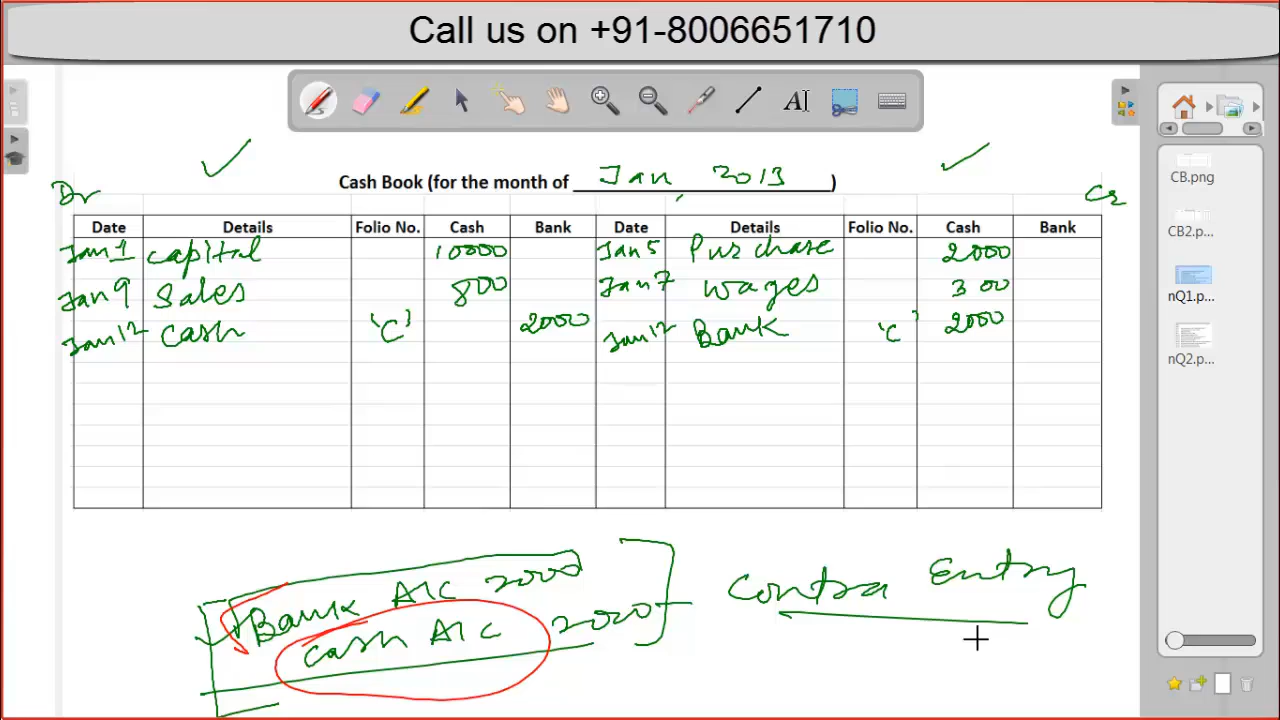 Call us on +91-8006651710
CB.png
CB2.p...
nQ1.p...
nQ2.p...
Cash Book (for the month of Jan, 2013)
Dr Cr
Date Details Folio No. Cash Bank Date Details Folio No. Cash Bank
Jan 1 capital 10000 Jan 5 Purchase 2000
Jan 9 Sales 800 Jan 7 wages 300
Jan 12 cash 'C' 2000 Jan 12 Bank 'C' 2000
Bank A/C 2000
cash A/C 2000
Contra Entry